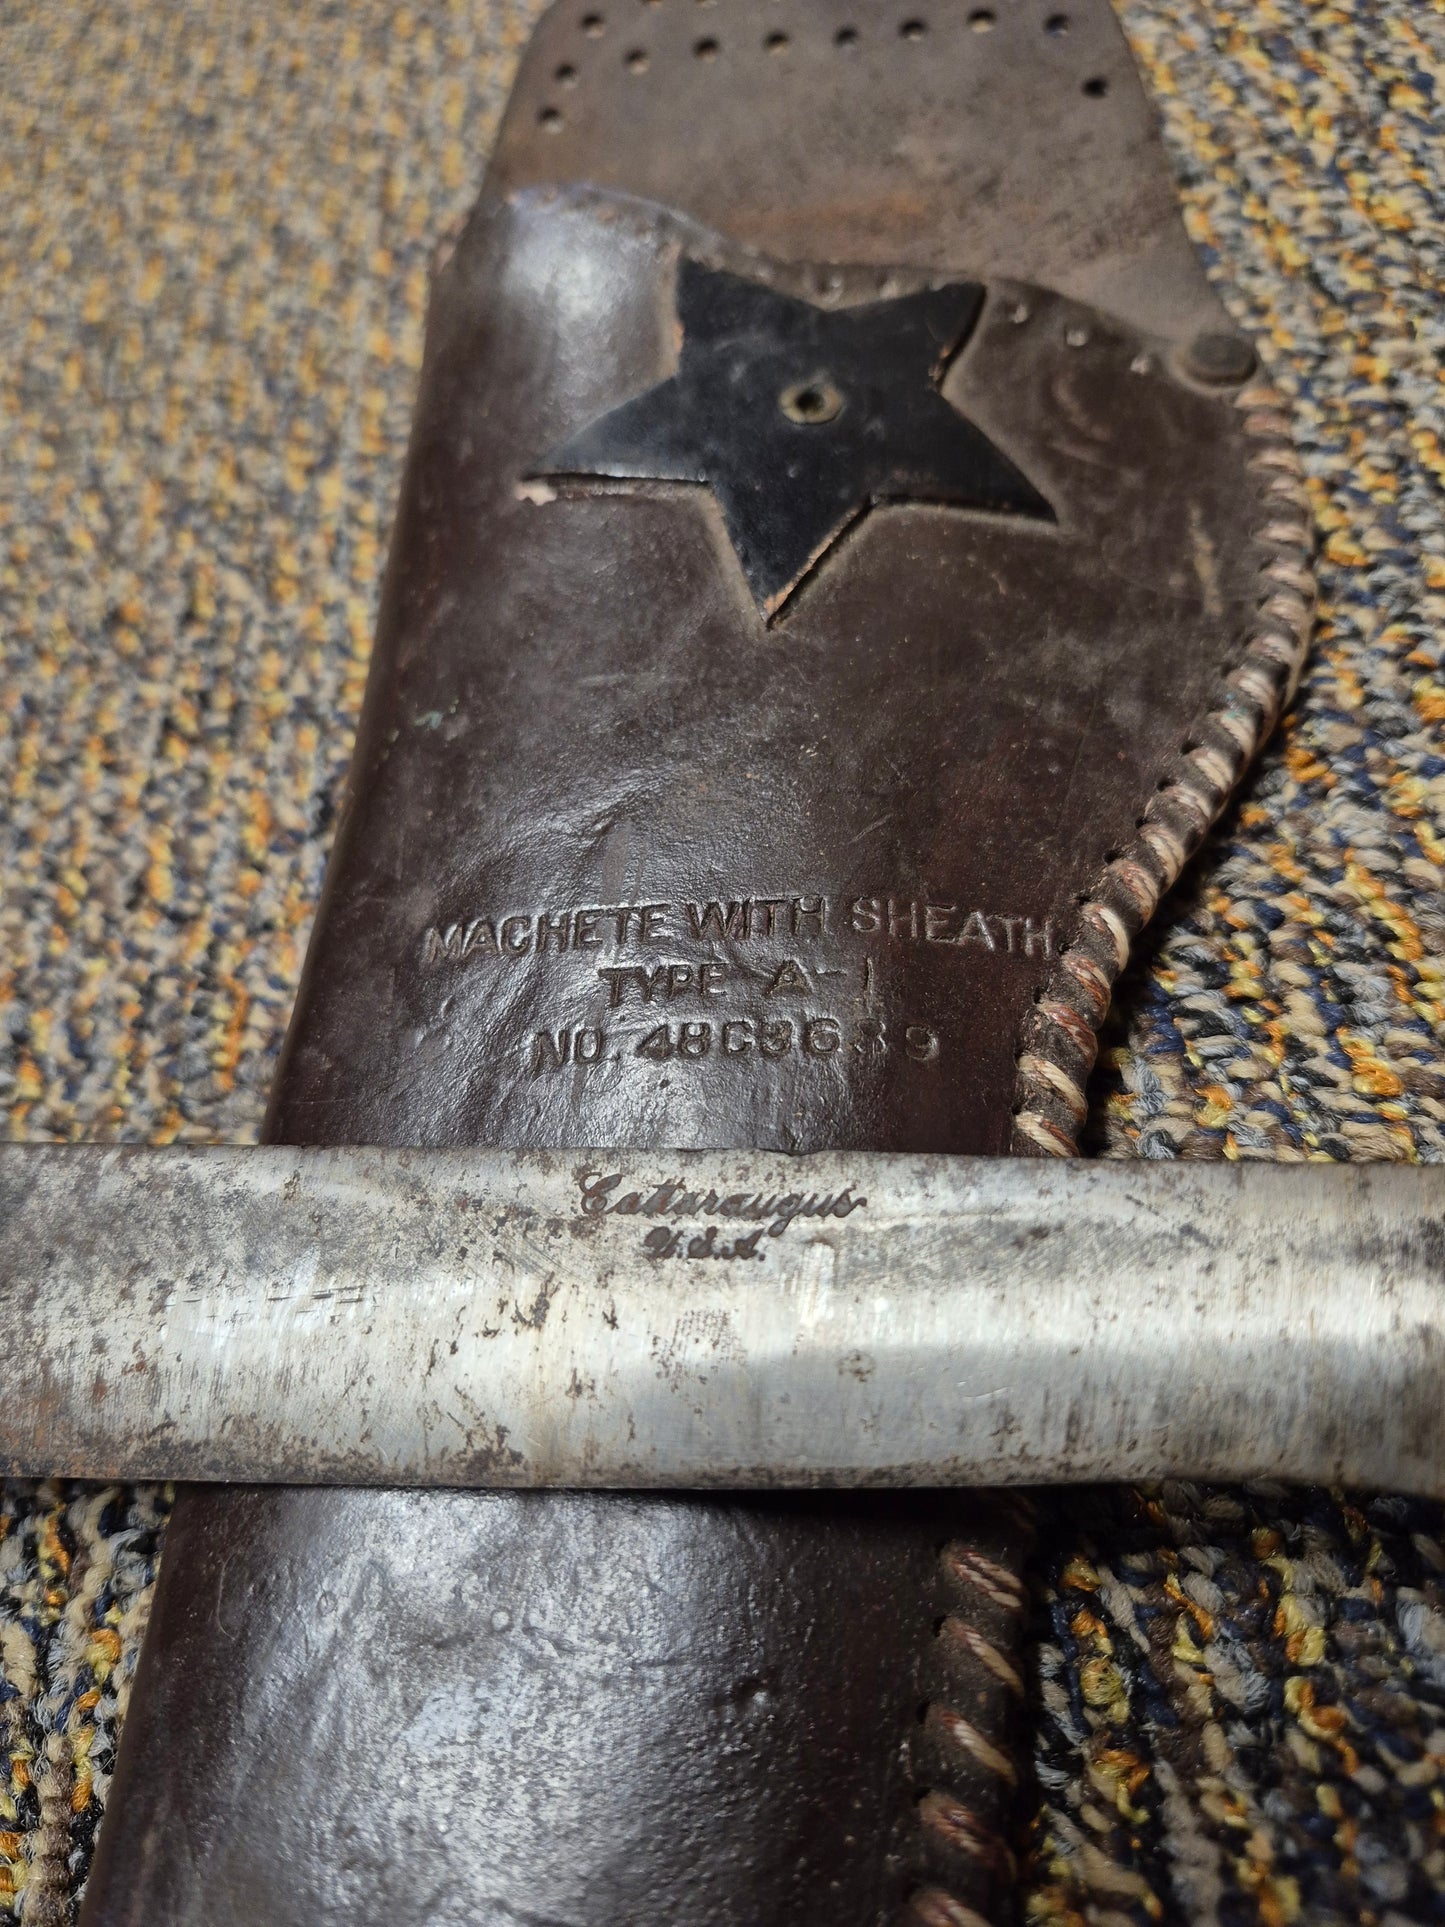 MACHETE WITH SHEATH
TYPE A-1
NO. 48C3639
Cattaraugus
U.S.A.